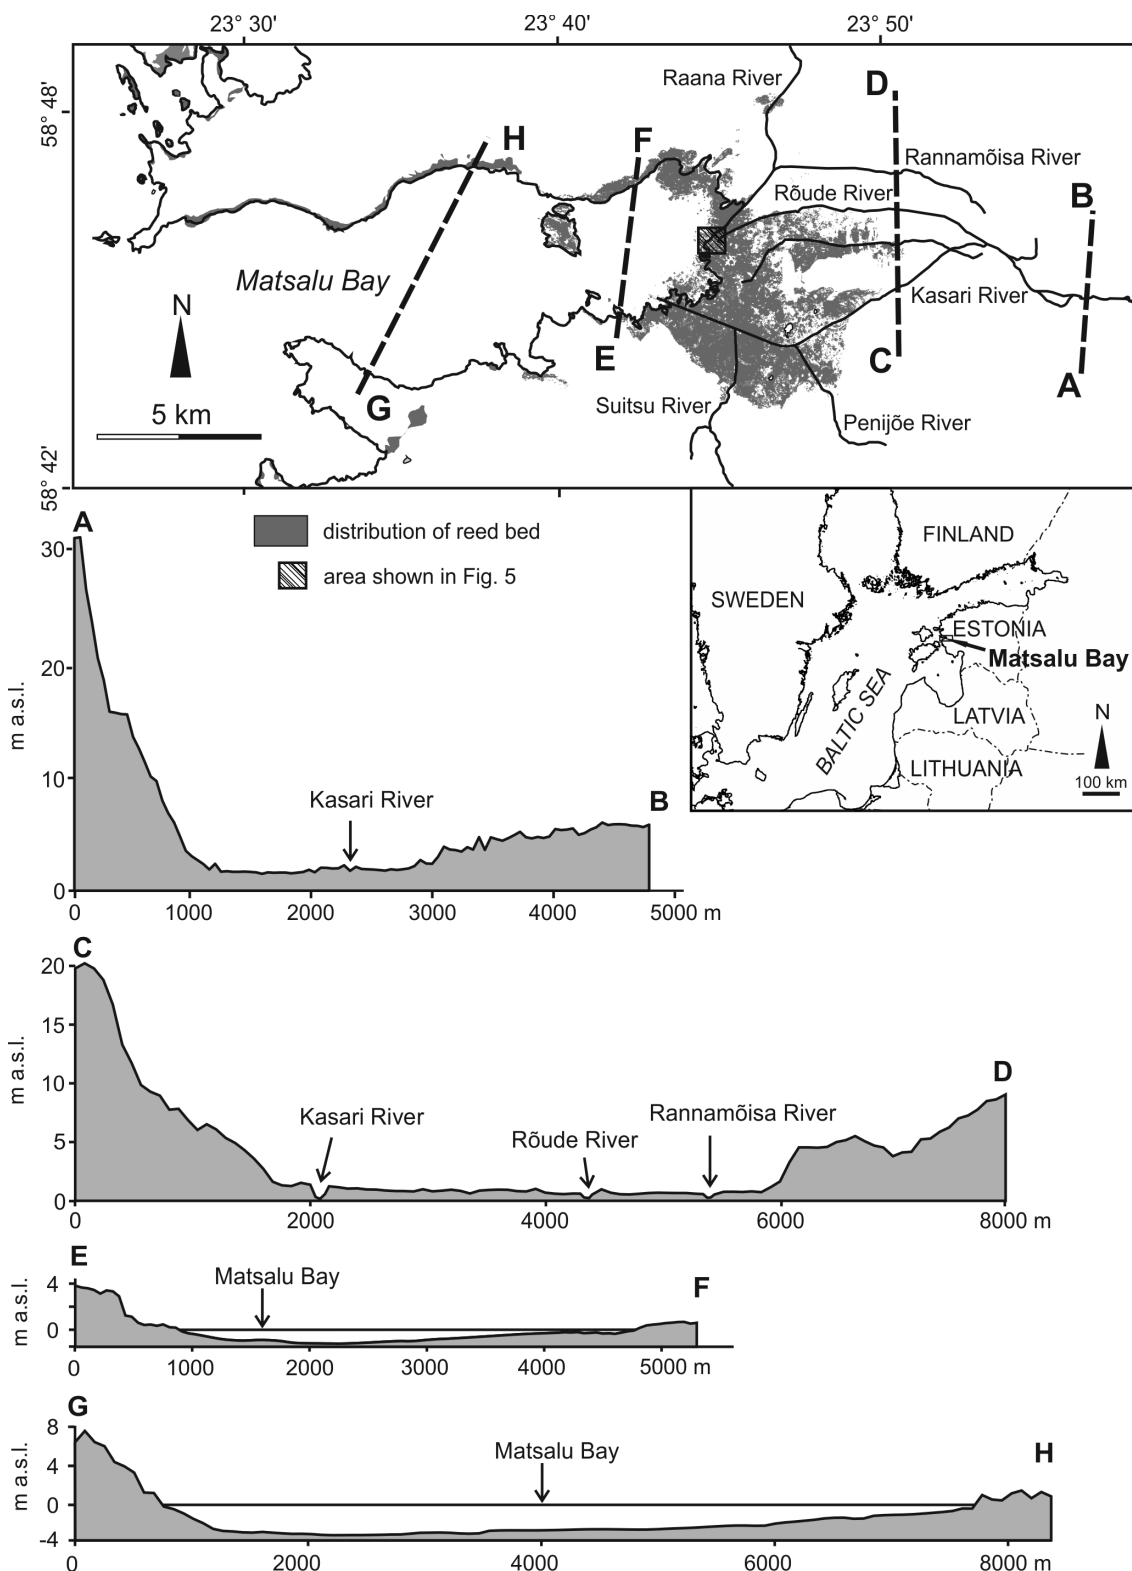 23° 30'
23° 40'
23° 50'
58° 48'
58° 42'
Raana River
D
H
F
Rannamõisa River
Rõude River
B
Matsalu Bay
N
Kasari River
E
C
A
G
5 km
Suitsu River
Penijõe River
distribution of reed bed
area shown in Fig. 5
FINLAND
SWEDEN
ESTONIA
Matsalu Bay
BALTIC SEA
LATVIA
N
LITHUANIA
100 km
A
30
20
10
0
m a.s.l.
Kasari River
B
0 1000 2000 3000 4000 5000 m
C
20
15
10
5
0
m a.s.l.
Kasari River
Rõude River
Rannamõisa River
D
0 2000 4000 6000 8000 m
E
4
0
m a.s.l.
Matsalu Bay
F
0 1000 2000 3000 4000 5000 m
G
8
4
0
-4
m a.s.l.
Matsalu Bay
H
0 2000 4000 6000 8000 m